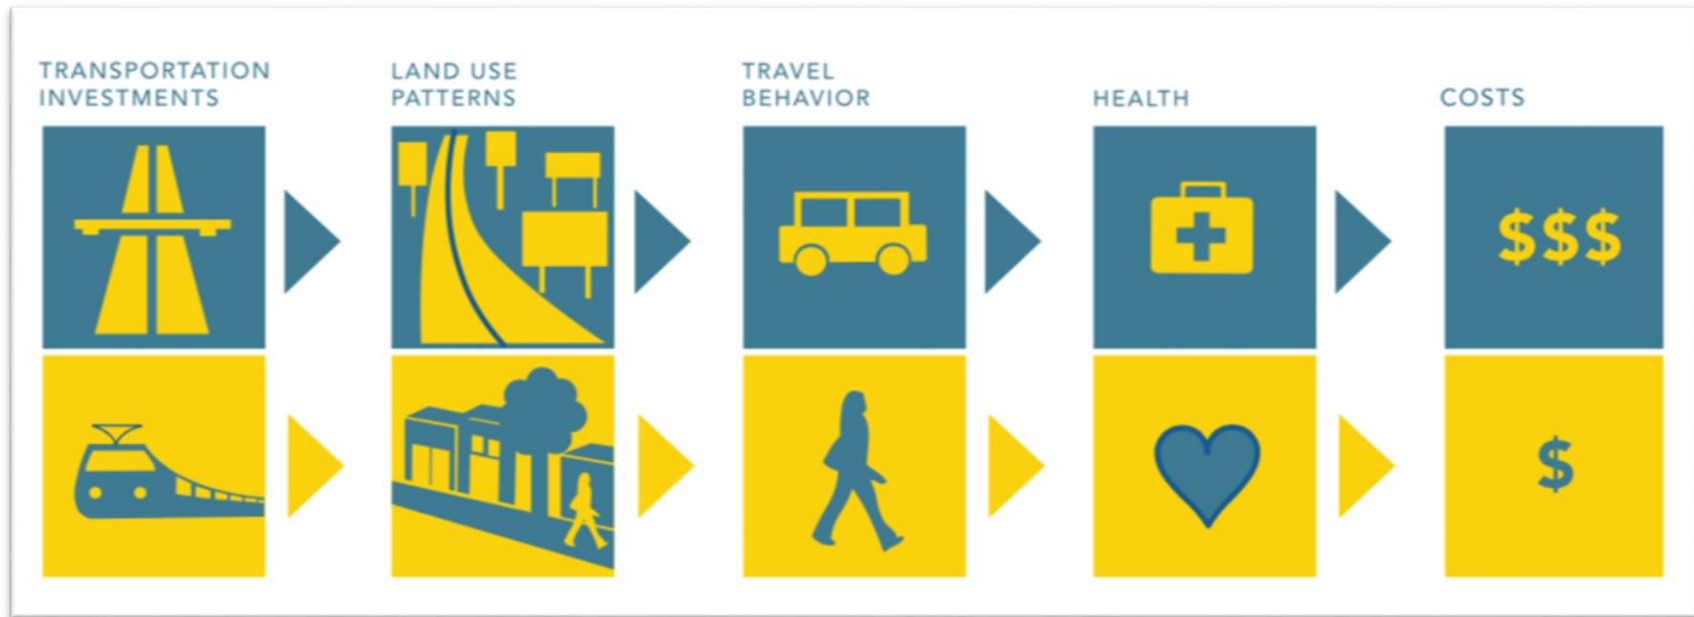 TRANSPORTATION
INVESTMENTS
LAND USE
PATTERNS
TRAVEL
BEHAVIOR
HEALTH
COSTS
$$$
$